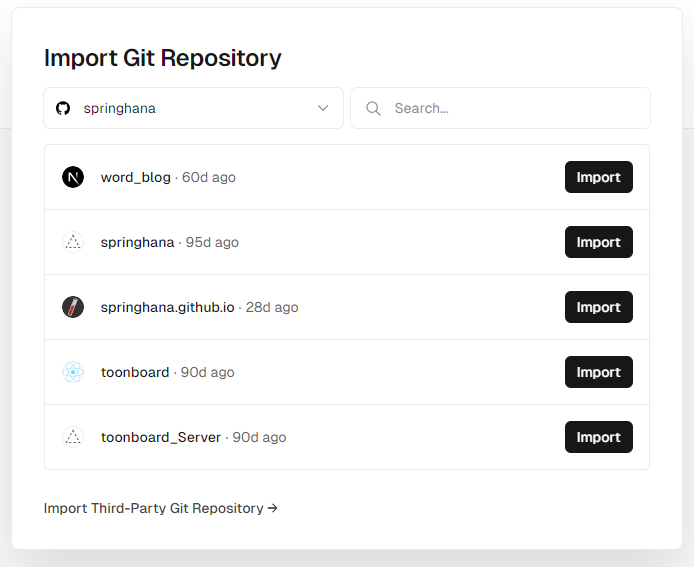 Import Git Repository
springhana
Search...
word_blog · 60d ago
Import
springhana · 95d ago
Import
springhana.github.io · 28d ago
Import
toonboard · 90d ago
Import
toonboard_Server · 90d ago
Import
Import Third-Party Git Repository →